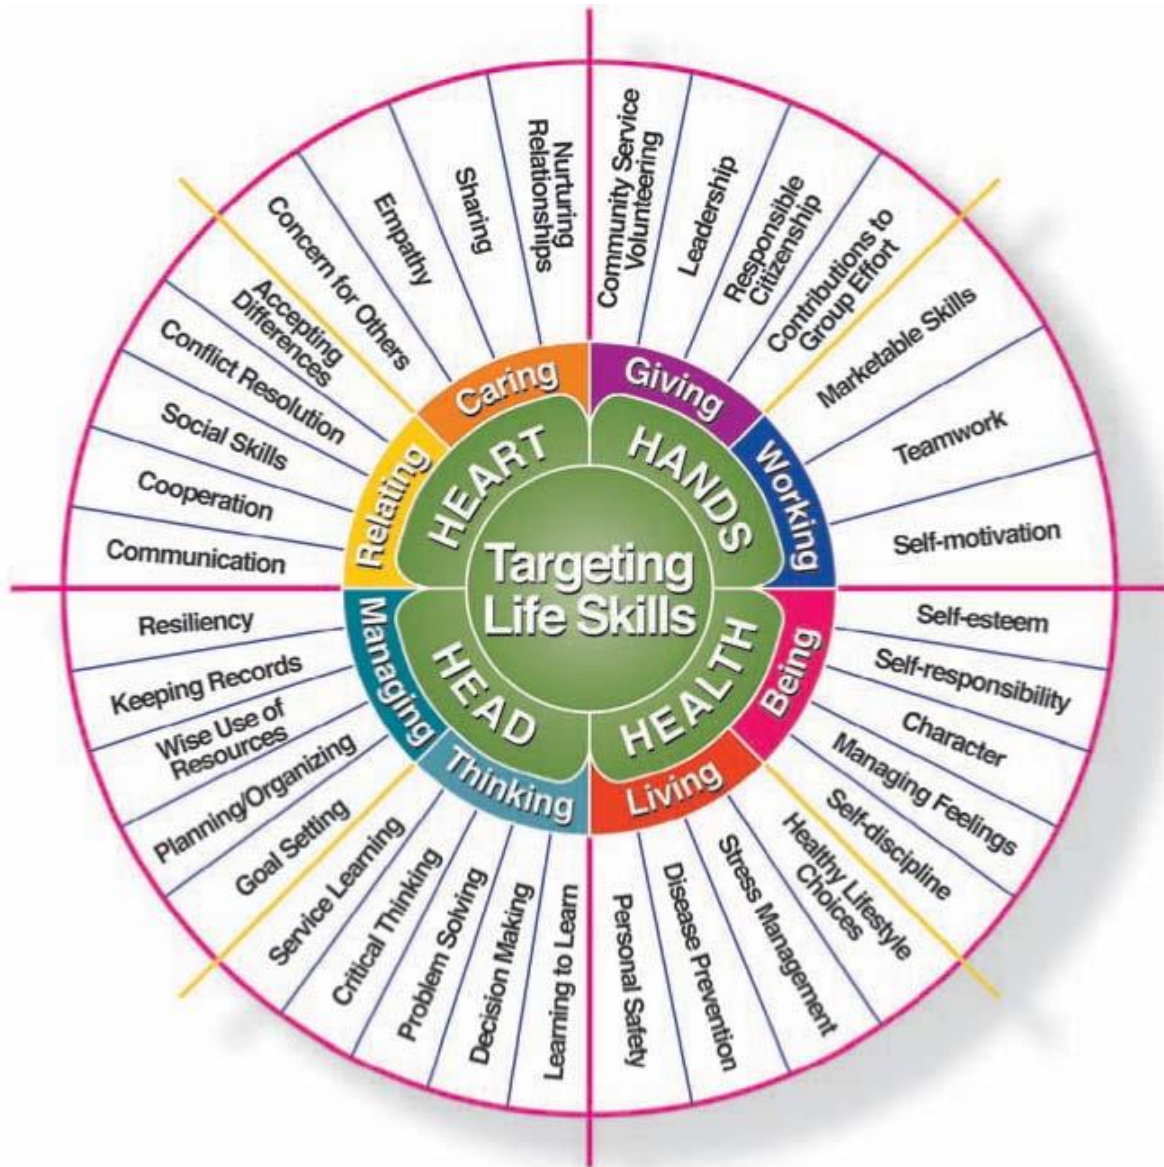 Targeting
Life Skills
HEART
HANDS
HEALTH
HEAD
Caring
Giving
Working
Being
Living
Thinking
Managing
Relating
Nurturing
Relationships
Sharing
Empathy
Concern for Others
Community Service
Volunteering
Leadership
Responsible
Citizenship
Contributions to
Group Effort
Marketable Skills
Teamwork
Self-motivation
Self-esteem
Self-responsibility
Character
Managing Feelings
Self-discipline
Healthy Lifestyle
Choices
Stress Management
Disease Prevention
Personal Safety
Learning to Learn
Decision Making
Problem Solving
Critical Thinking
Service Learning
Goal Setting
Planning/Organizing
Wise Use of
Resources
Keeping Records
Resiliency
Communication
Cooperation
Social Skills
Conflict Resolution
Accepting
Differences